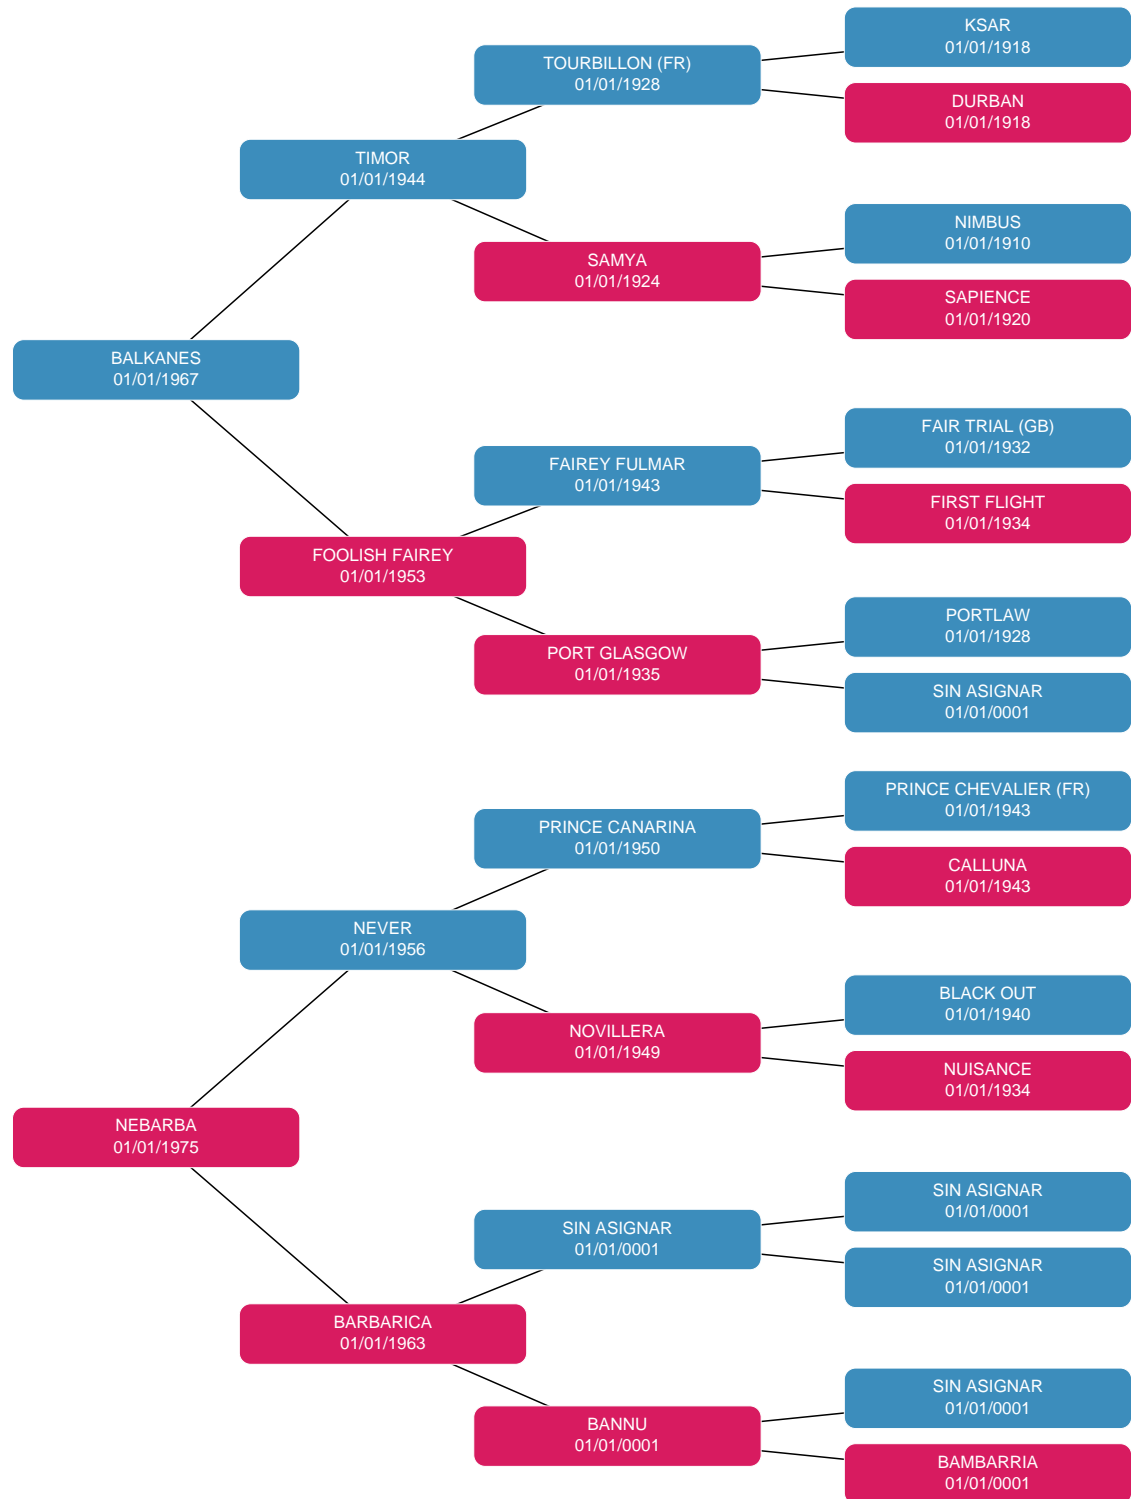 KSAR
01/01/1918
TOURBILLON (FR)
01/01/1928
DURBAN
01/01/1918
TIMOR
01/01/1944
NIMBUS
01/01/1910
SAMYA
01/01/1924
SAPIENCE
01/01/1920
BALKANES
01/01/1967
FAIR TRIAL (GB)
01/01/1932
FAIREY FULMAR
01/01/1943
FIRST FLIGHT
01/01/1934
FOOLISH FAIREY
01/01/1953
PORTLAW
01/01/1928
PORT GLASGOW
01/01/1935
SIN ASIGNAR
01/01/0001
PRINCE CHEVALIER (FR)
01/01/1943
PRINCE CANARINA
01/01/1950
CALLUNA
01/01/1943
NEVER
01/01/1956
BLACK OUT
01/01/1940
NOVILLERA
01/01/1949
NUISANCE
01/01/1934
NEBARBA
01/01/1975
SIN ASIGNAR
01/01/0001
SIN ASIGNAR
01/01/0001
SIN ASIGNAR
01/01/0001
BARBARICA
01/01/1963
SIN ASIGNAR
01/01/0001
BANNU
01/01/0001
BAMBARRIA
01/01/0001